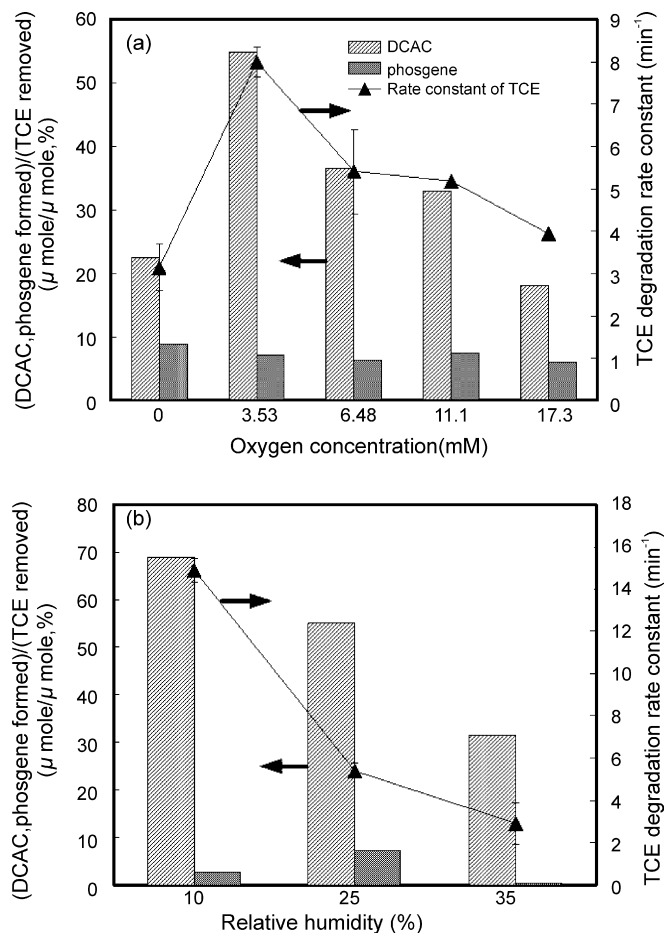 (a)
DCAC
phosgene
Rate constant of TCE
60
50
40
30
20
10
0
(DCAC,phosgene formed)/(TCE removed)
(μ mole/μ mole,%)
9
8
7
6
5
4
3
2
1
0
TCE degradation rate constant (min⁻¹)
0 3.53 6.48 11.1 17.3
Oxygen concentration(mM)
(b)
80
70
60
50
40
30
20
10
0
(DCAC,phosgene formed)/(TCE removed)
(μ mole/μ mole,%)
18
16
14
12
10
8
6
4
2
0
TCE degradation rate constant (min⁻¹)
10 25 35
Relative humidity (%)